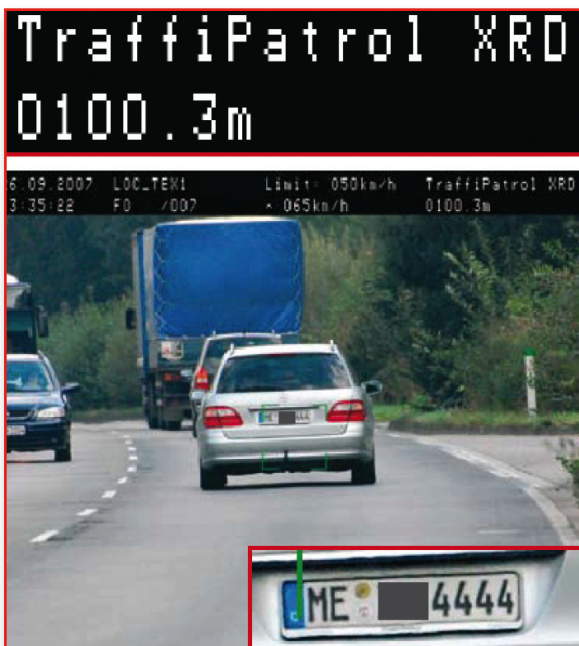 TraffiPatrol XRD
0100.3m
6.09.2007 LOC_TEX1 Limit= 050km/h TraffiPatrol XRD
3:35:22 FO /007 ^ 065km/h 0100.3m
ME 444
ME 4444